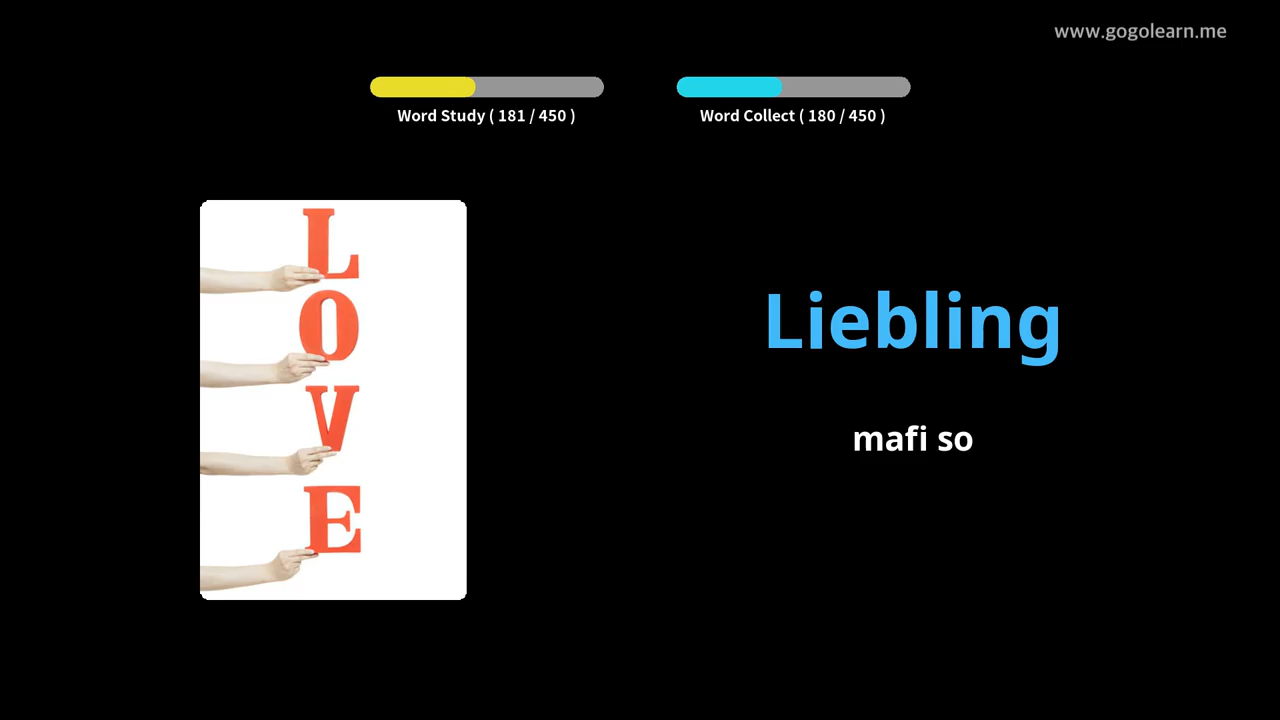 www.gogolearn.me
Word Study ( 181 / 450 )
Word Collect ( 180 / 450 )
L
O
V
E
Liebling
mafi so